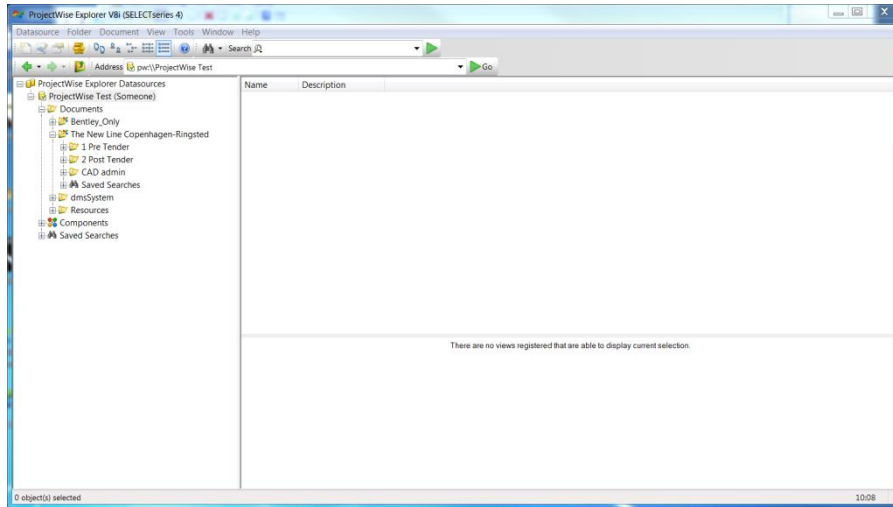 ProjectWise Explorer V8i (SELECTseries 4)
Datasource Folder Document View Tools Window Help
Search
Address pw:\\ProjectWise Test Go
ProjectWise Explorer Datasources
ProjectWise Test (Someone)
Documents
Bentley_Only
The New Line Copenhagen-Ringsted
1 Pre Tender
2 Post Tender
CAD admin
Saved Searches
dmsSystem
Resources
Components
Saved Searches
Name Description
There are no views registered that are able to display current selection.
0 object(s) selected 10:08